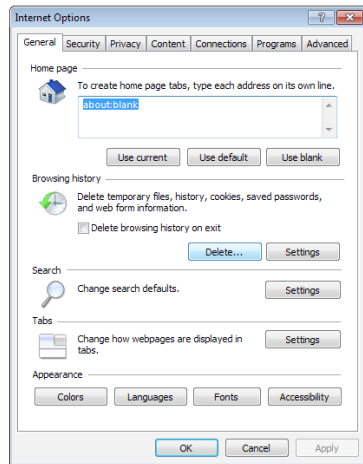 Internet Options
General Security Privacy Content Connections Programs Advanced
Home page
To create home page tabs, type each address on its own line.
about:blank
Use current Use default Use blank
Browsing history
Delete temporary files, history, cookies, saved passwords,
and web form information.
Delete browsing history on exit
Delete... Settings
Search
Change search defaults. Settings
Tabs
Change how webpages are displayed in
tabs. Settings
Appearance
Colors Languages Fonts Accessibility
OK Cancel Apply